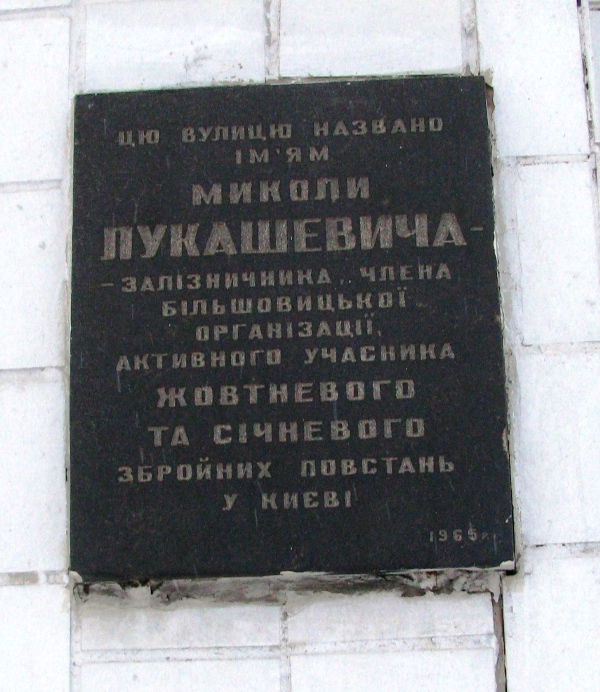 ЦЮ ВУЛИЦЮ НАЗВАНО
ІМ'ЯМ
МИКОЛИ
ЛУКАШЕВИЧА-
-ЗАЛІЗНИЧНИКА, ЧЛЕНА
БІЛЬШОВИЦЬКОЇ
ОРГАНІЗАЦІЇ,
АКТИВНОГО УЧАСНИКА
ЖОВТНЕВОГО
ТА СІЧНЕВОГО
ЗБРОЙНИХ ПОВСТАНЬ
У КИЄВІ
1965 р.